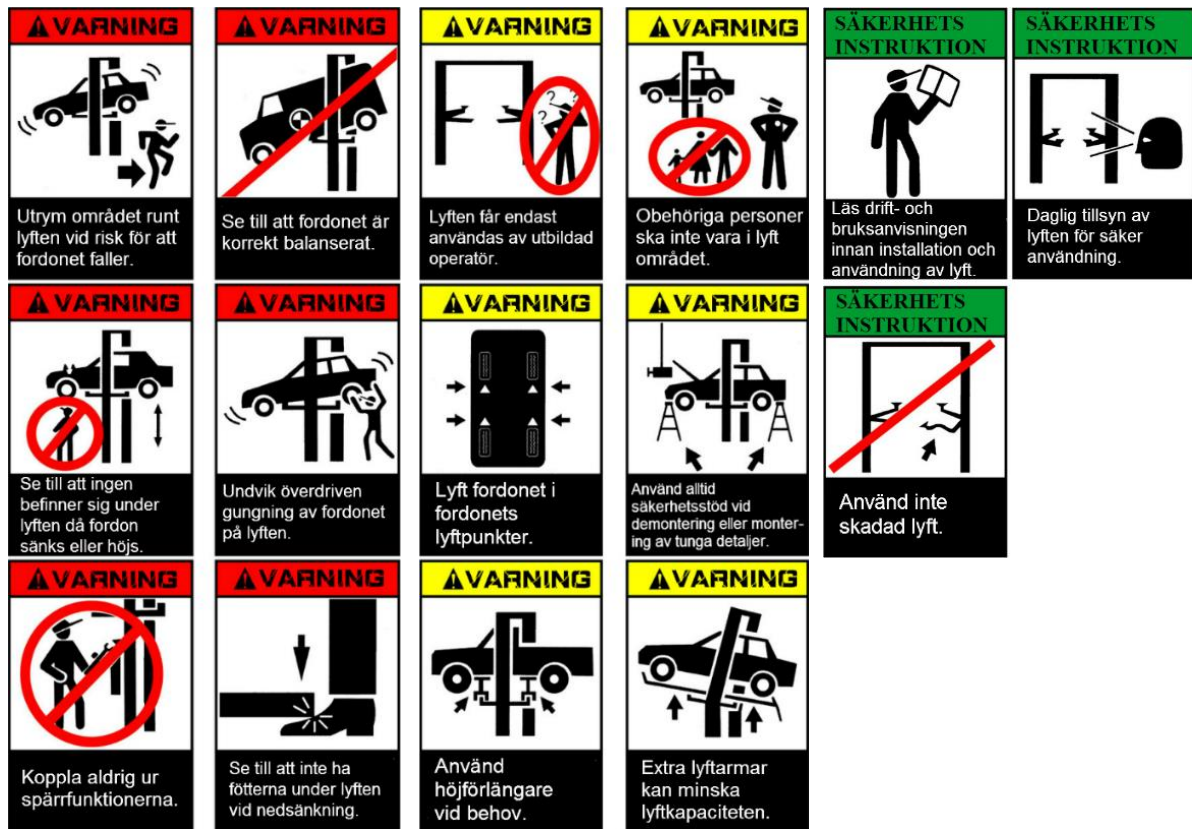 VARNING
Utrym området runt
lyften vid risk för att
fordonet faller.
VARNING
Se till att fordonet är
korrekt balanserat.
VARNING
? ?
Lyften får endast
användas av utbildad
operatör.
VARNING
Obehöriga personer
ska inte vara i lyft
området.
SÄKERHETS
INSTRUKTION
Läs drift- och
bruksanvisningen
innan installation och
användning av lyft.
SÄKERHETS
INSTRUKTION
Daglig tillsyn av
lyften för säker
användning.
VARNING
Se till att ingen
befinner sig under
lyften då fordon
sänks eller höjs.
VARNING
Undvik överdriven
gungning av fordonet
på lyften.
VARNING
Lyft fordonet i
fordonets
lyftpunkter.
VARNING
Använd alltid
säkerhetsstöd vid
demontering eller monter-
ing av tunga detaljer.
SÄKERHETS
INSTRUKTION
Använd inte
skadad lyft.
VARNING
Koppla aldrig ur
spärrfunktionerna.
VARNING
Se till att inte ha
fötterna under lyften
vid nedsänkning.
VARNING
Använd
höjförlängare
vid behov.
VARNING
Extra lyftarmar
kan minska
lyftkapaciteten.